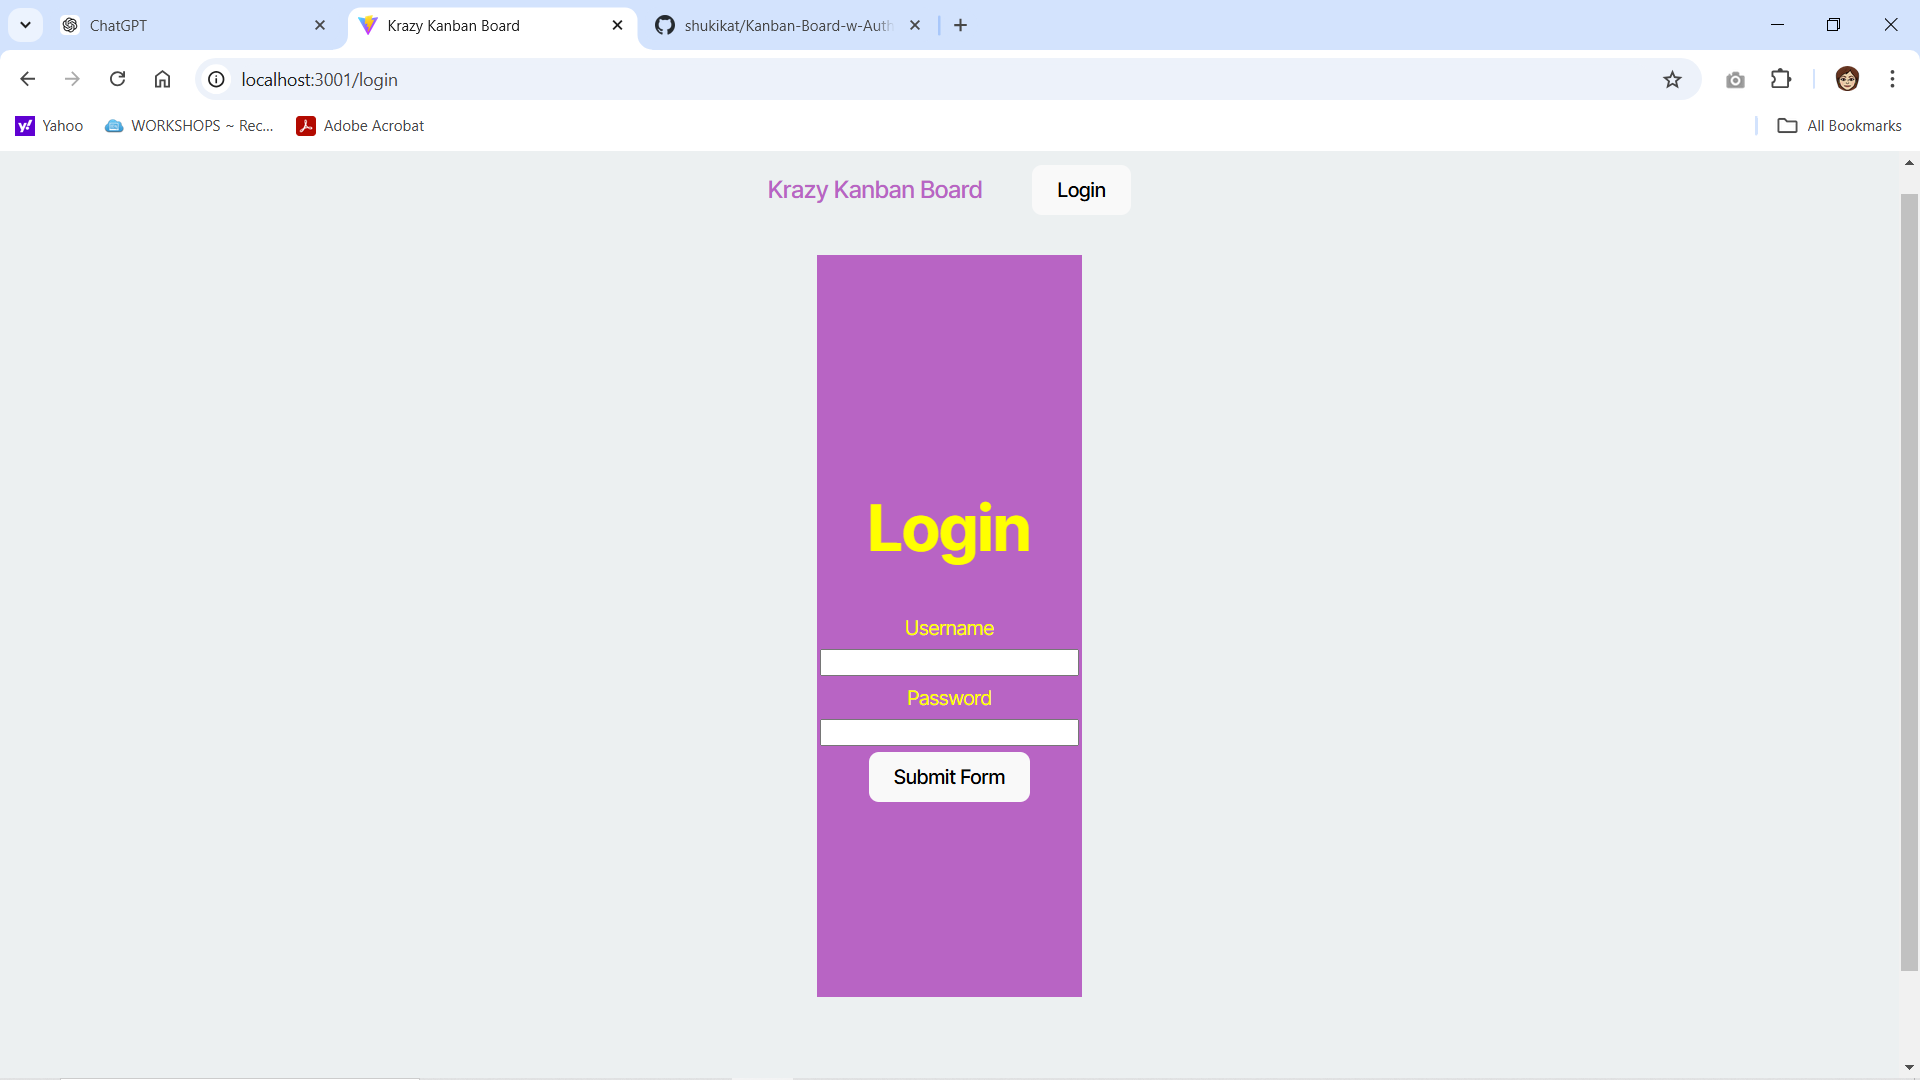 ChatGPT
Krazy Kanban Board
shukikat/Kanban-Board-w-Auth
localhost:3001/login
y!
Yahoo
WORKSHOPS ~ Rec...
Adobe Acrobat
All Bookmarks
Krazy Kanban Board
Login
Login
Username
Password
Submit Form